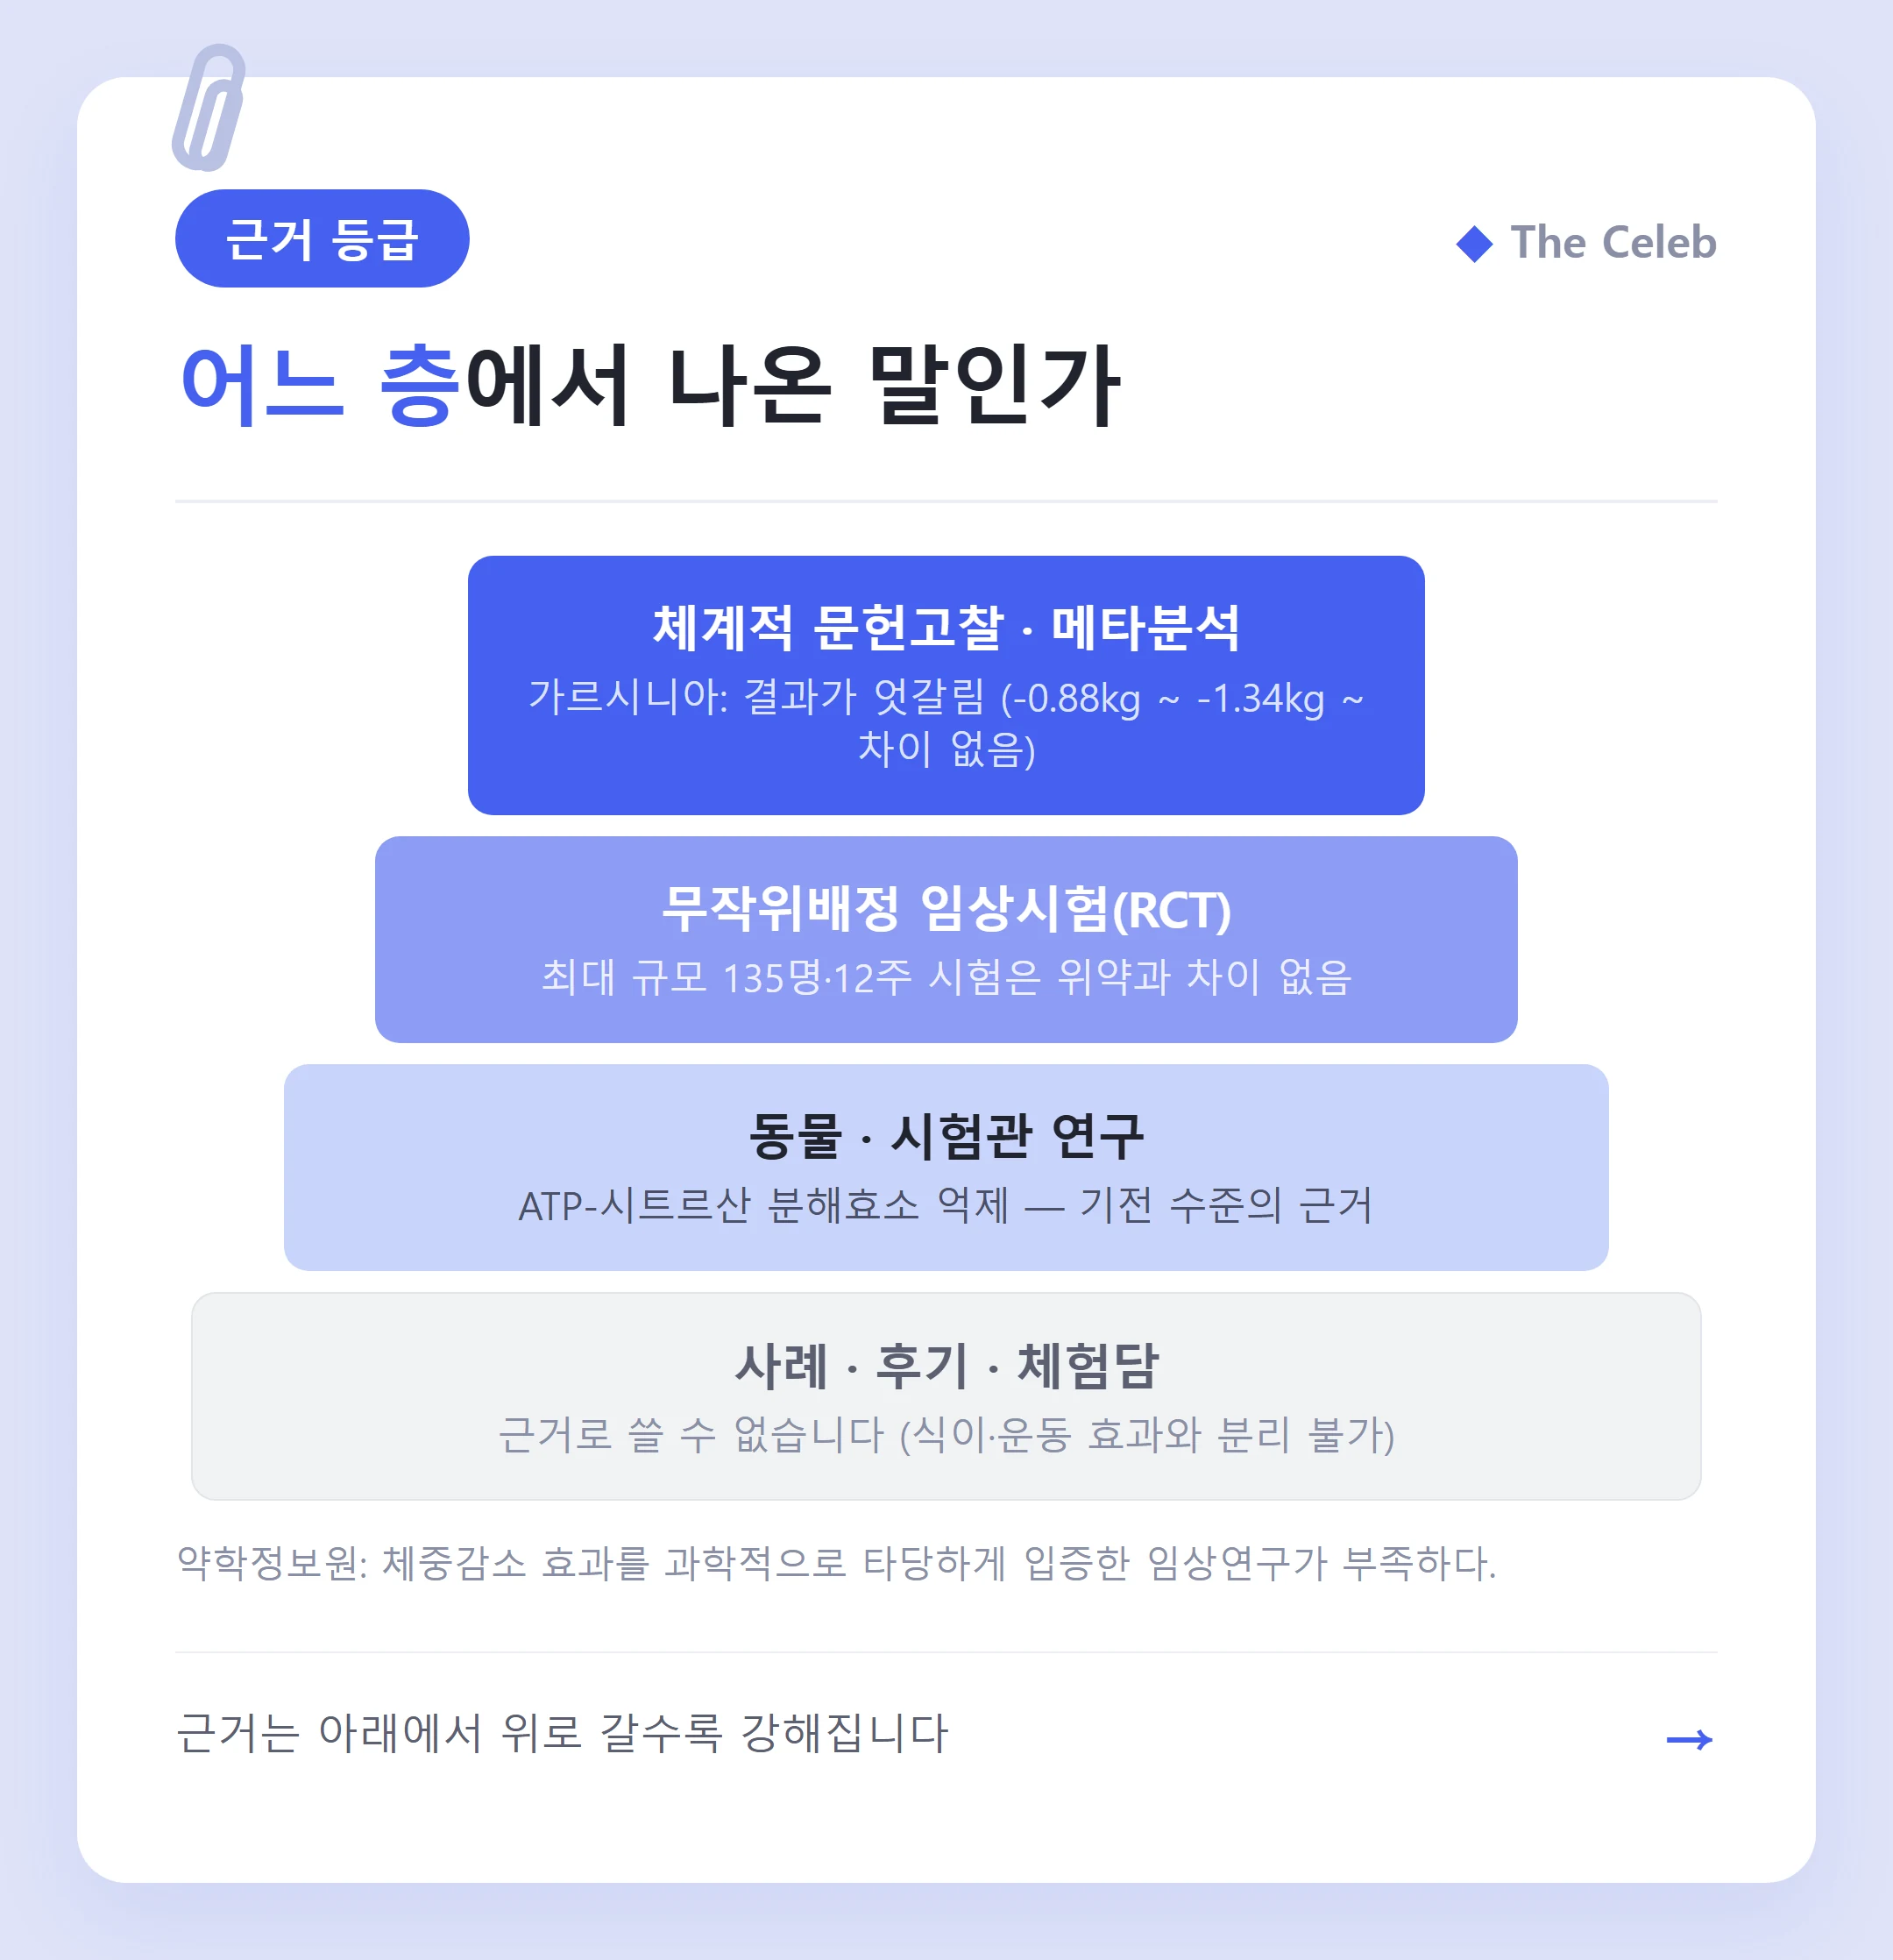 근거 등급
◆ The Celeb
어느 층에서 나온 말인가
체계적 문헌고찰 · 메타분석
가르시니아: 결과가 엇갈림 (-0.88kg ~ -1.34kg ~
차이 없음)
무작위배정 임상시험(RCT)
최대 규모 135명·12주 시험은 위약과 차이 없음
동물 · 시험관 연구
ATP-시트르산 분해효소 억제 — 기전 수준의 근거
사례 · 후기 · 체험담
근거로 쓸 수 없습니다 (식이·운동 효과와 분리 불가)
약학정보원: 체중감소 효과를 과학적으로 타당하게 입증한 임상연구가 부족하다.
근거는 아래에서 위로 갈수록 강해집니다 →